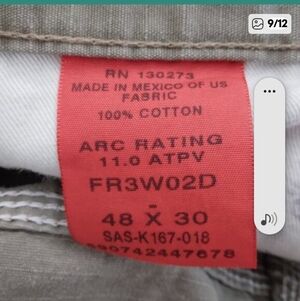 9/12
RN 130273
MADE IN MEXICO OF US
FABRIC
100% COTTON
ARC RATING
11.0 ATPV
FR3W02D
-
48 X 30
SAS-K167-018